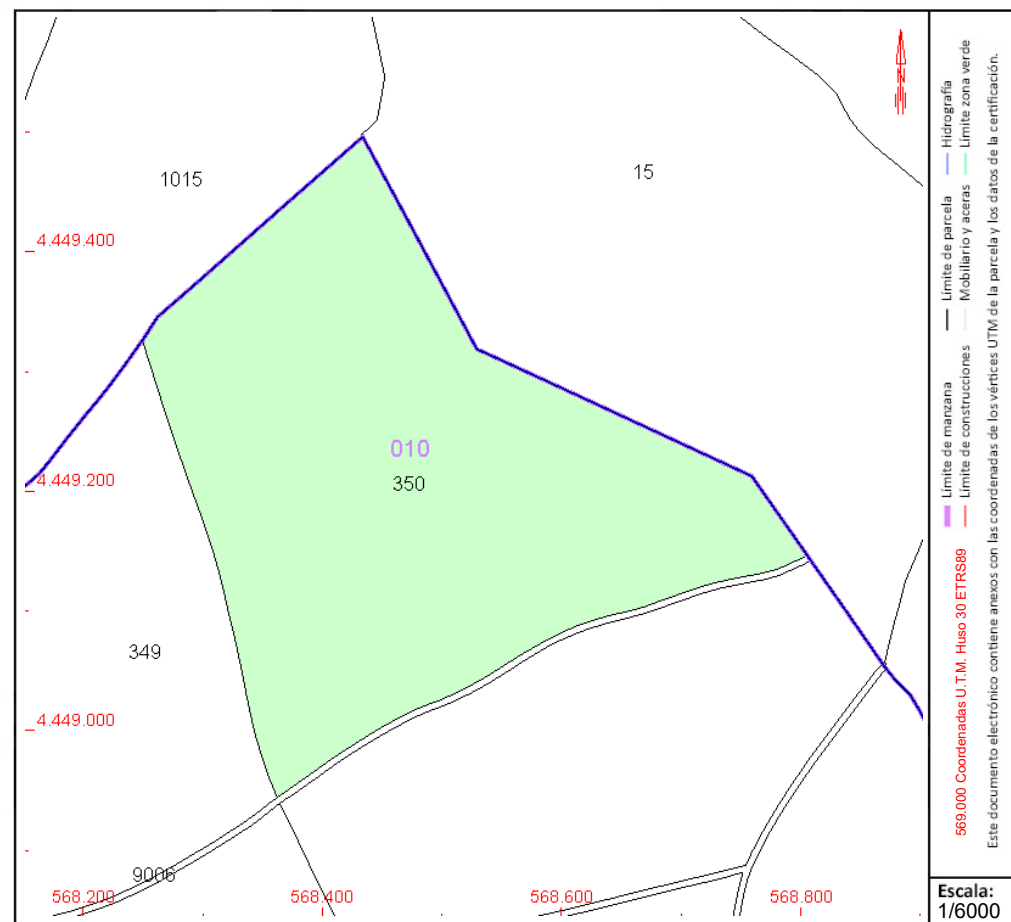 1015
15
4.449.400
010
350
4.449.200
349
4.449.000
9006
568.200
568.400
568.600
568.800
N
Límite de manzana
Límite de parcela
Hidrografía
Límite de construcciones
Mobiliario y aceras
Límite zona verde
569.000 Coordenadas U.T.M. Huso 30 ETRS89
Este documento electrónico contiene anexos con las coordenadas de los vértices UTM de la parcela y los datos de la certificación.
Escala:
1/6000